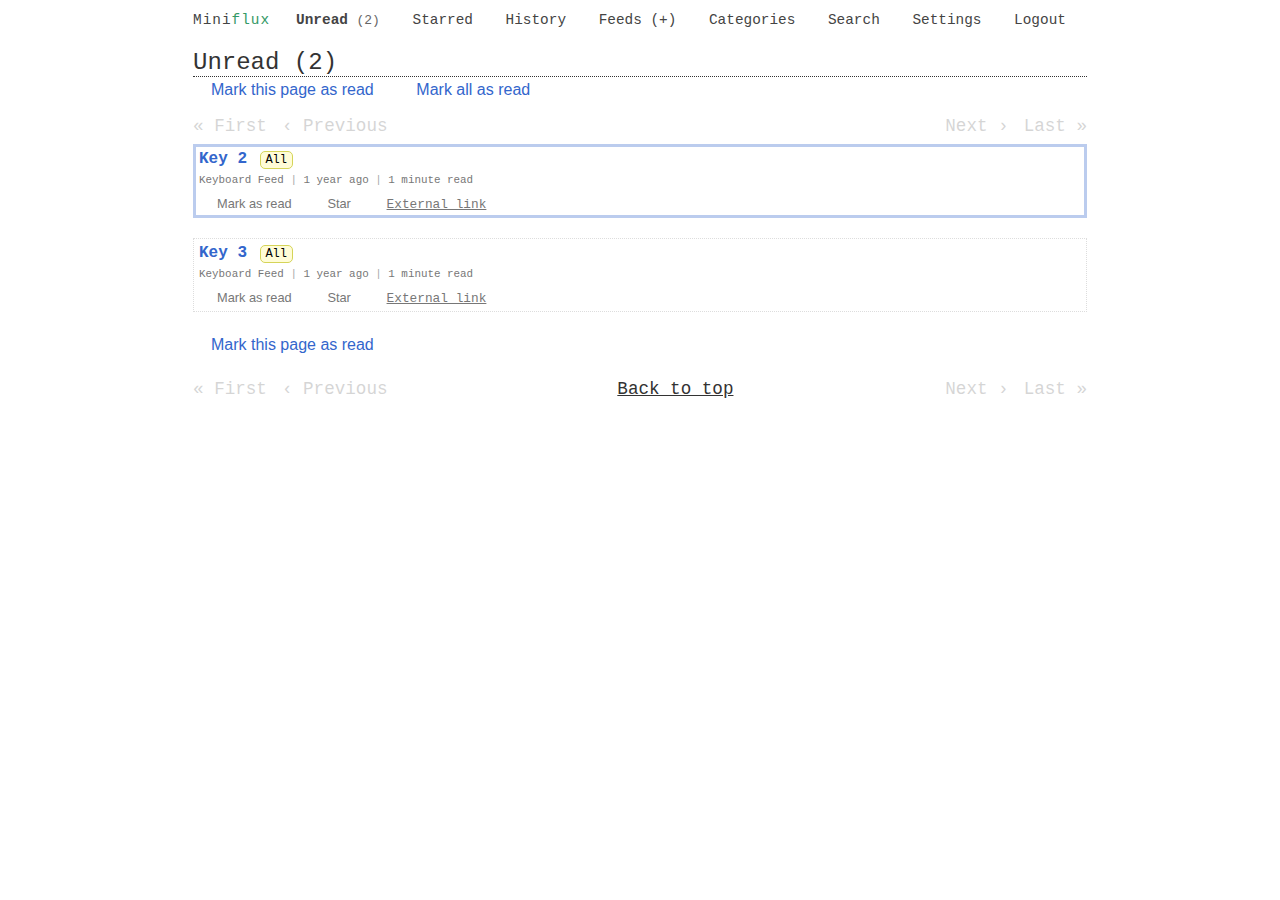 Miniflux Unread (2) Starred History Feeds (+) Categories Search Settings Logout
Unread (2)
Mark this page as read Mark all as read
« First ‹ Previous Next › Last »
Key 2 All
Keyboard Feed | 1 year ago | 1 minute read
Mark as read Star External link
Key 3 All
Keyboard Feed | 1 year ago | 1 minute read
Mark as read Star External link
Mark this page as read
« First ‹ Previous Back to top Next › Last »